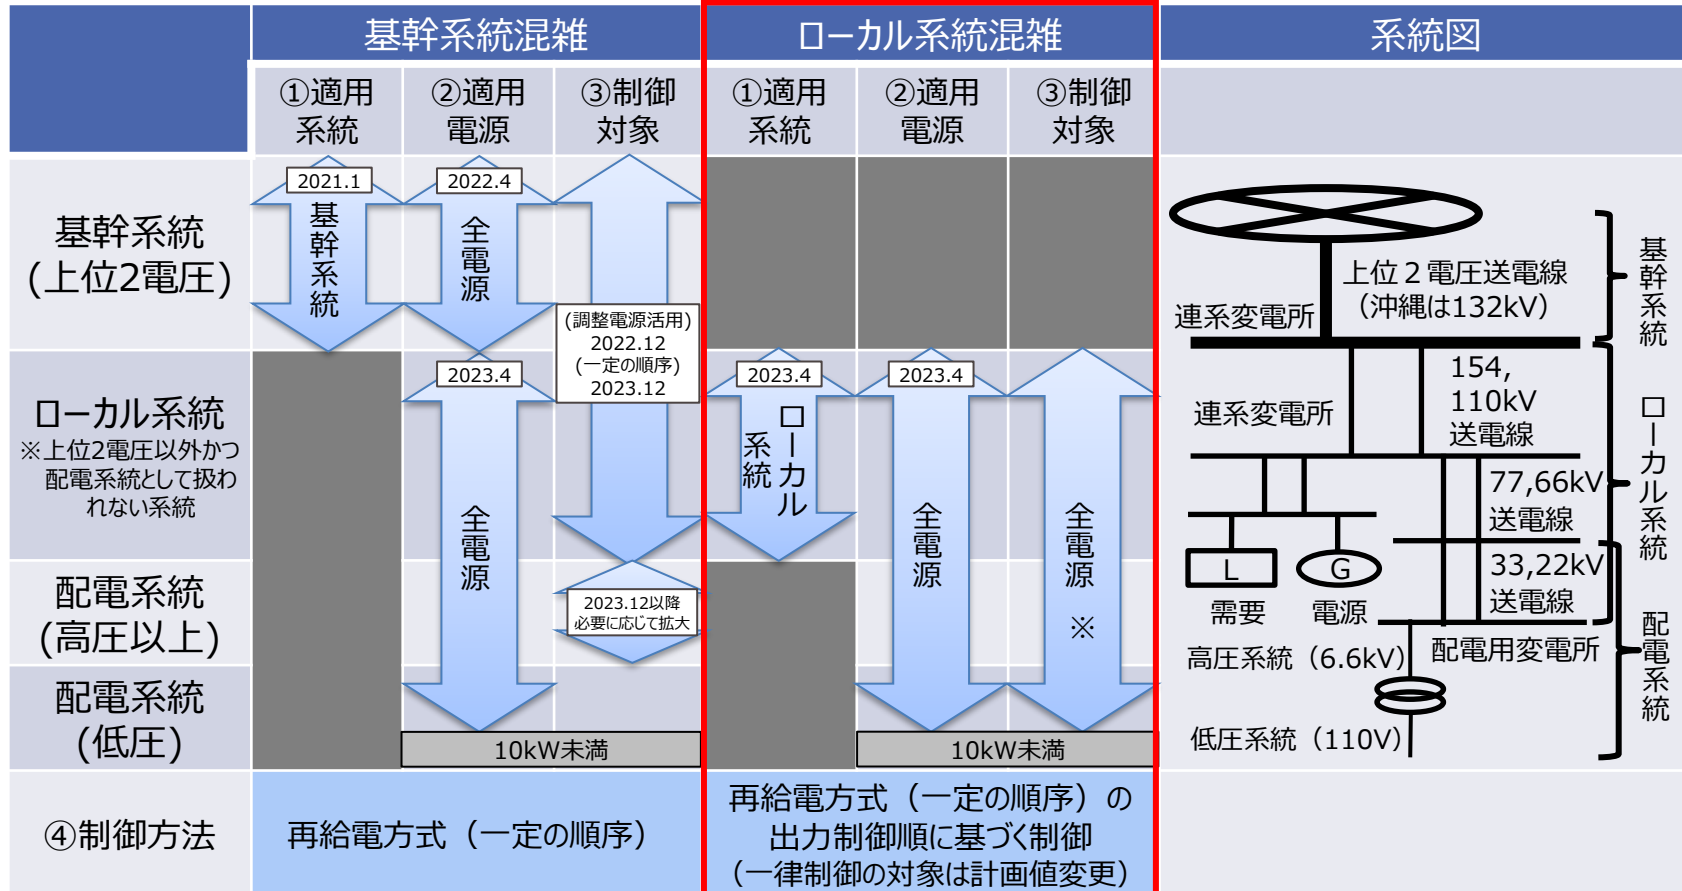 基幹系統混雑
ローカル系統混雑
系統図
①適用
系統
②適用
電源
③制御
対象
①適用
系統
②適用
電源
③制御
対象
基幹系統
(上位2電圧)
2021.1
基幹系統
2022.4
全電源
(調整電源活用)
2022.12
(一定の順序)
2023.12
上位２電圧送電線
（沖縄は132kV）
連系変電所
基幹系統
ローカル系統
※上位2電圧以外かつ
配電系統として扱わ
れない系統
2023.4
全電源
2023.4
ローカル
系統
2023.4
全電源
全電源
※
154,
110kV
送電線
連系変電所
77,66kV
送電線
ローカル系統
L
G
需要
電源
33,22kV
送電線
配電系統
(高圧以上)
2023.12以降
必要に応じて拡大
高圧系統（6.6kV）
配電用変電所
配電系統
配電系統
(低圧)
低圧系統（110V）
10kW未満
10kW未満
④制御方法
再給電方式（一定の順序）
再給電方式（一定の順序）の
出力制御順に基づく制御
（一律制御の対象は計画値変更）